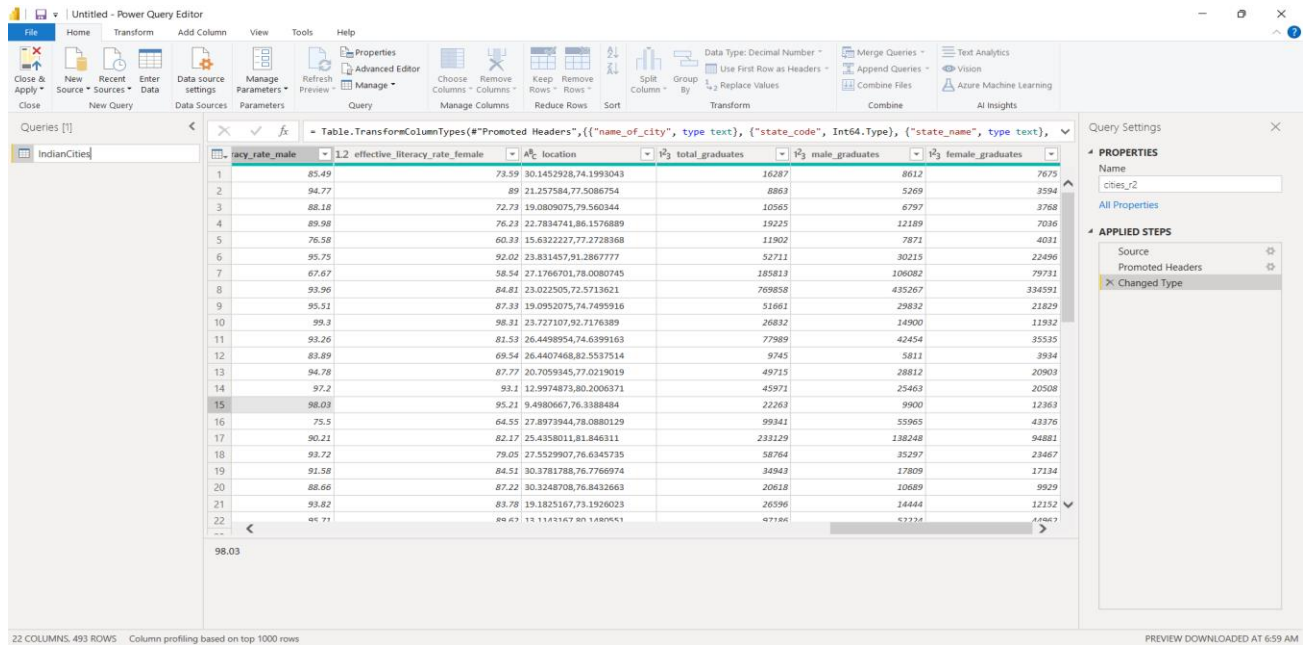 Untitled - Power Query Editor
File Home Transform Add Column View Tools Help
Close & Apply
New Source
Recent Sources
Enter Data
Data source settings
Manage Parameters
Refresh Preview
Properties
Advanced Editor
Manage
Choose Columns
Remove Columns
Keep Rows
Remove Rows
Split Column
Group By
Data Type: Decimal Number
Use First Row as Headers
Replace Values
Merge Queries
Append Queries
Combine Files
Text Analytics
Vision
Azure Machine Learning
Close New Query Data Sources Parameters Query Manage Columns Reduce Rows Sort Transform Combine AI Insights
Queries [1]
IndianCities
= Table.TransformColumnTypes(#"Promoted Headers",{{"name_of_city", type text}, {"state_code", Int64.Type}, {"state_name", type text},
racy_rate_male 1.2 effective_literacy_rate_female ABC location 123 total_graduates 123 male_graduates 123 female_graduates
1 85.49 73.59 30.1452928,74.1993043 16287 8612 7675
2 94.77 89 21.257584,77.5086754 8863 5269 3594
3 88.18 72.73 19.0809075,79.560344 10565 6797 3768
4 89.98 76.23 22.7834741,86.1576889 19225 12189 7036
5 76.58 60.33 15.6322227,77.2728368 11902 7871 4031
6 95.75 92.02 23.831457,91.2867777 52711 30215 22496
7 67.67 58.54 27.1766701,78.0080745 185813 106082 79731
8 93.96 84.81 23.022505,72.5713621 769858 435267 334591
9 95.51 87.33 19.0952075,74.7495916 51661 29832 21829
10 99.3 98.31 23.727107,92.7176389 26832 14900 11932
11 93.26 81.53 26.4498954,74.6399163 77989 42454 35535
12 83.89 69.54 26.4407468,82.5537514 9745 5811 3934
13 94.78 87.77 20.7059345,77.0219019 49715 28812 20903
14 97.2 93.1 12.9974873,80.2006371 45971 25463 20508
15 98.03 95.21 9.4980667,76.3388484 22263 9900 12363
16 75.5 64.55 27.8973944,78.0880129 99341 55965 43376
17 90.21 82.17 25.4358011,81.846311 233129 138248 94881
18 93.72 79.05 27.5529907,76.6345735 58764 35297 23467
19 91.58 84.51 30.3781788,76.7766974 34943 17809 17134
20 88.66 87.22 30.3248708,76.8432663 20618 10689 9929
21 93.82 83.78 19.1825167,73.1926023 26596 14444 12152
22 95.71 89.62 13.1143167,80.1480551 97186 52224 44962
98.03
Query Settings
PROPERTIES
Name
cities_r2
All Properties
APPLIED STEPS
Source
Promoted Headers
Changed Type
22 COLUMNS, 493 ROWS Column profiling based on top 1000 rows
PREVIEW DOWNLOADED AT 6:59 AM